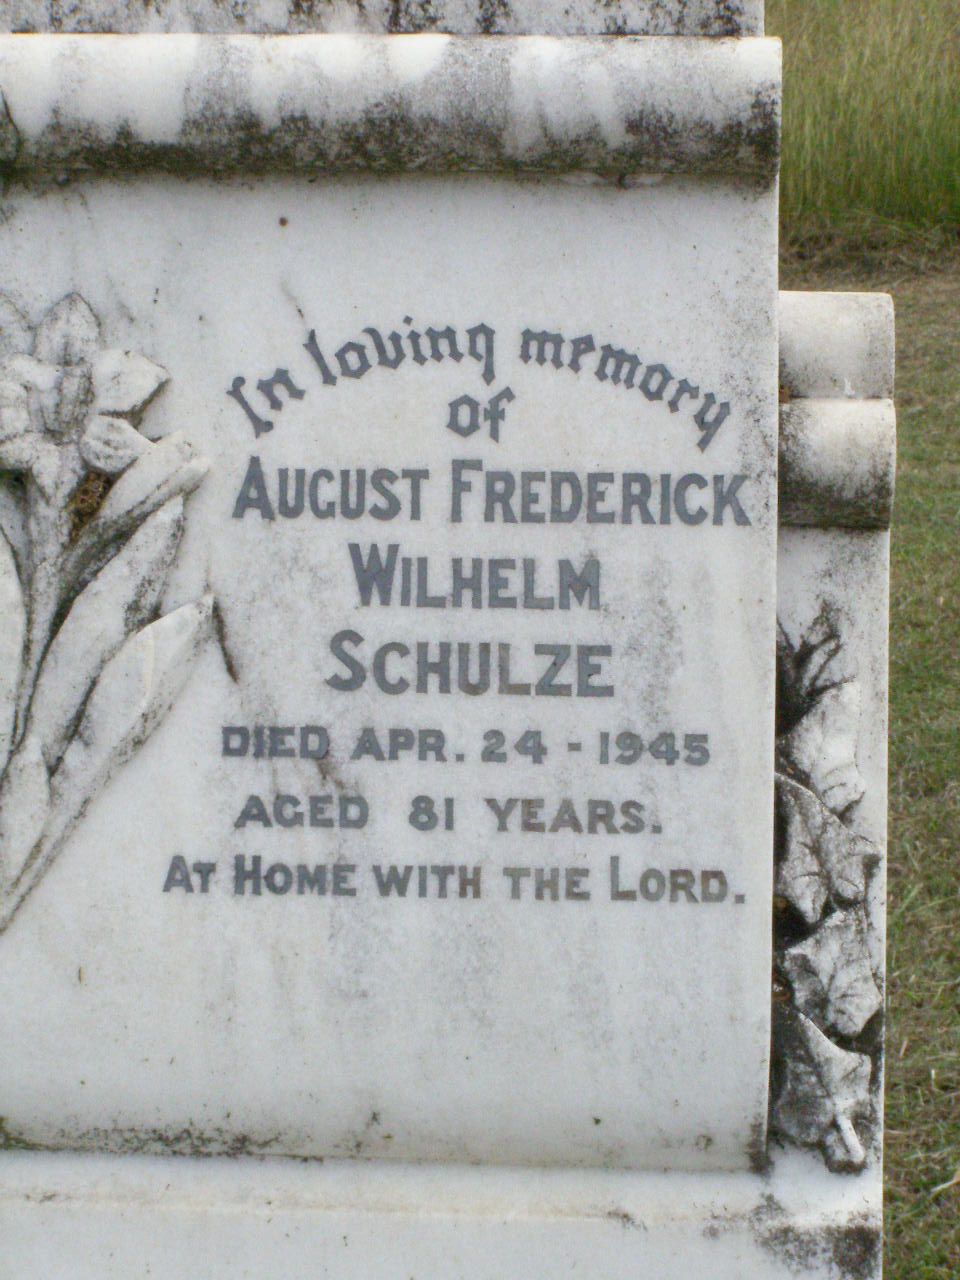 In loving memory
of
AUGUST FREDERICK
WILHELM
SCHULZE
DIED APR. 24 - 1945
AGED 81 YEARS.
AT HOME WITH THE LORD.